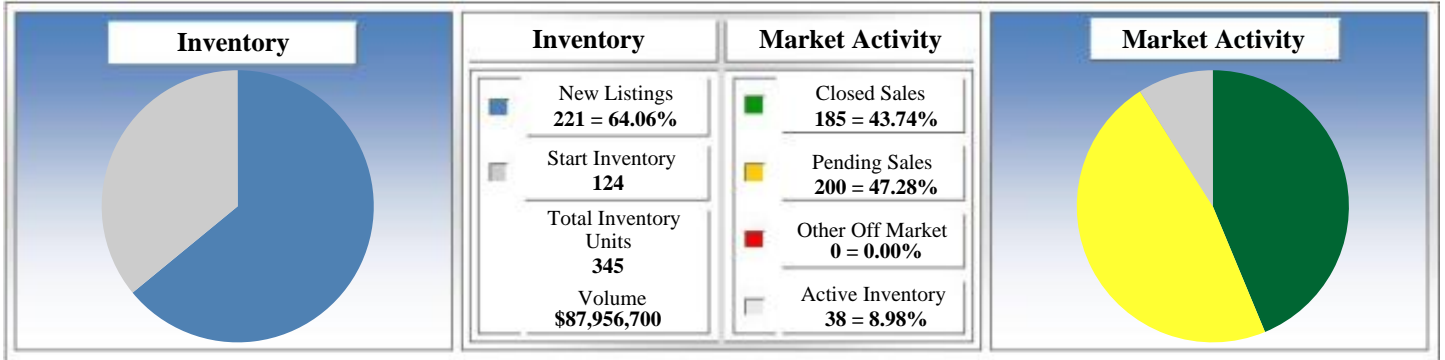 Inventory
Inventory
New Listings
221 = 64.06%
Start Inventory
124
Total Inventory
Units
345
Volume
$87,956,700
Market Activity
Closed Sales
185 = 43.74%
Pending Sales
200 = 47.28%
Other Off Market
0 = 0.00%
Active Inventory
38 = 8.98%
Market Activity